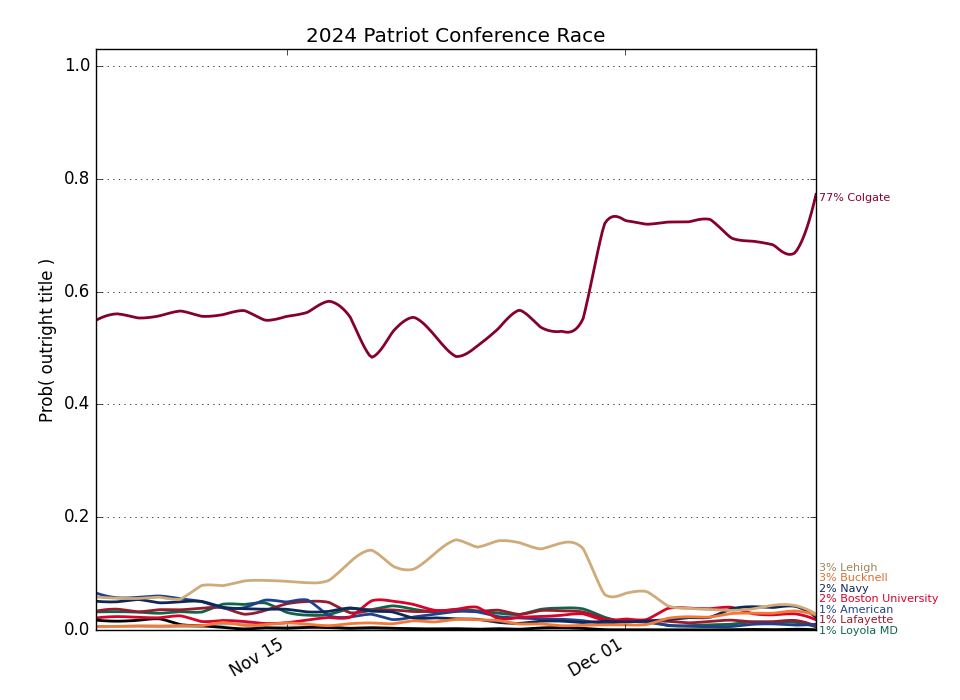 2024 Patriot Conference Race
Prob( outright title )
1.0
0.8
0.6
0.4
0.2
0.0
Nov 15
Dec 01
77% Colgate
3% Lehigh
3% Bucknell
2% Navy
2% Boston University
1% American
1% Lafayette
1% Loyola MD